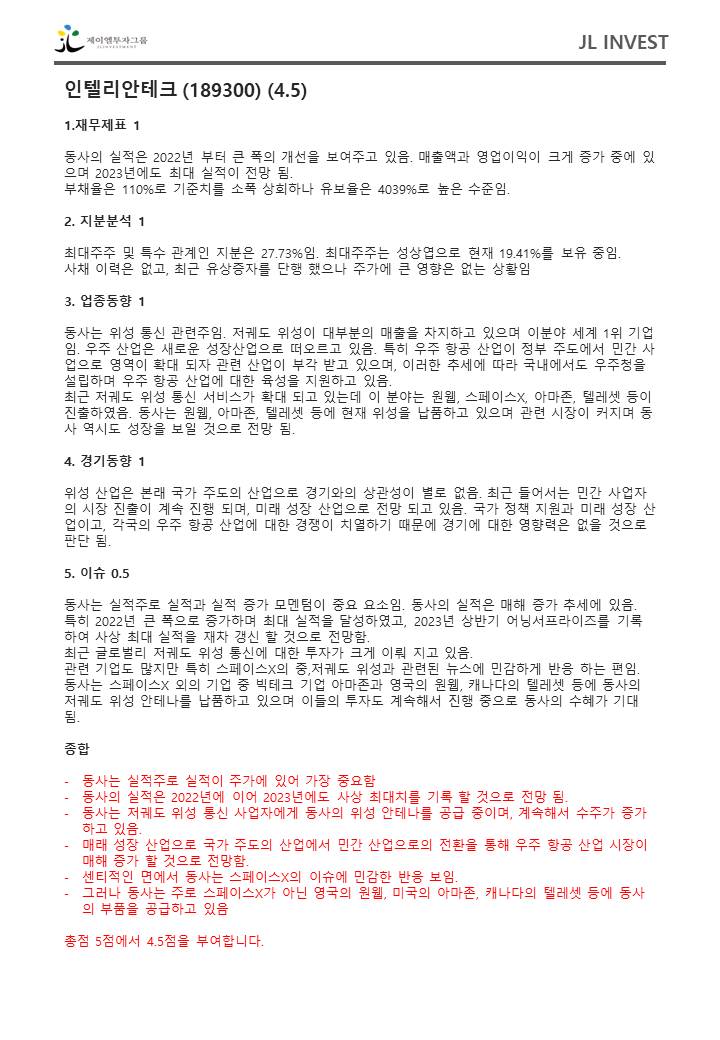 제이엘투자그룹
JLINVESTMENT
JL INVEST
인텔리안테크 (189300) (4.5)
1.재무제표 1
동사의 실적은 2022년 부터 큰 폭의 개선을 보여주고 있음. 매출액과 영업이익이 크게 증가 중에 있
으며 2023년에도 최대 실적이 전망 됨.
부채율은 110%로 기준치를 소폭 상회하나 유보율은 4039%로 높은 수준임.
2. 지분분석 1
최대주주 및 특수 관계인 지분은 27.73%임. 최대주주는 성상엽으로 현재 19.41%를 보유 중임.
사채 이력은 없고, 최근 유상증자를 단행 했으나 주가에 큰 영향은 없는 상황임
3. 업종동향 1
동사는 위성 통신 관련주임. 저궤도 위성이 대부분의 매출을 차지하고 있으며 이분야 세계 1위 기업
임. 우주 산업은 새로운 성장산업으로 떠오르고 있음. 특히 우주 항공 산업이 정부 주도에서 민간 사
업으로 영역이 확대 되자 관련 산업이 부각 받고 있으며, 이러한 추세에 따라 국내에서도 우주청을
설립하며 우주 항공 산업에 대한 육성을 지원하고 있음.
최근 저궤도 위성 통신 서비스가 확대 되고 있는데 이 분야는 원웹, 스페이스X, 아마존, 텔레셋 등이
진출하였음. 동사는 원웹, 아마존, 텔레셋 등에 현재 위성을 납품하고 있으며 관련 시장이 커지며 동
사 역시도 성장을 보일 것으로 전망 됨.
4. 경기동향 1
위성 산업은 본래 국가 주도의 산업으로 경기와의 상관성이 별로 없음. 최근 들어서는 민간 사업자
의 시장 진출이 계속 진행 되며, 미래 성장 산업으로 전망 되고 있음. 국가 정책 지원과 미래 성장 산
업이고, 각국의 우주 항공 산업에 대한 경쟁이 치열하기 때문에 경기에 대한 영향력은 없을 것으로
판단 됨.
5. 이슈 0.5
동사는 실적주로 실적과 실적 증가 모멘텀이 중요 요소임. 동사의 실적은 매해 증가 추세에 있음.
특히 2022년 큰 폭으로 증가하며 최대 실적을 달성하였고, 2023년 상반기 어닝서프라이즈를 기록
하여 사상 최대 실적을 재차 갱신 할 것으로 전망함.
최근 글로벌리 저궤도 위성 통신에 대한 투자가 크게 이뤄 지고 있음.
관련 기업도 많지만 특히 스페이스X의 중,저궤도 위성과 관련된 뉴스에 민감하게 반응 하는 편임.
동사는 스페이스X 외의 기업 중 빅테크 기업 아마존과 영국의 원웹, 캐나다의 텔레셋 등에 동사의
저궤도 위성 안테나를 납품하고 있으며 이들의 투자도 계속해서 진행 중으로 동사의 수혜가 기대
됨.
종합
- 동사는 실적주로 실적이 주가에 있어 가장 중요함
- 동사의 실적은 2022년에 이어 2023년에도 사상 최대치를 기록 할 것으로 전망 됨.
- 동사는 저궤도 위성 통신 사업자에게 동사의 위성 안테나를 공급 중이며, 계속해서 수주가 증가
하고 있음.
- 매래 성장 산업으로 국가 주도의 산업에서 민간 산업으로의 전환을 통해 우주 항공 산업 시장이
매해 증가 할 것으로 전망함.
- 센티적인 면에서 동사는 스페이스X의 이슈에 민감한 반응 보임.
- 그러나 동사는 주로 스페이스X가 아닌 영국의 원웹, 미국의 아마존, 캐나다의 텔레셋 등에 동사
의 부품을 공급하고 있음
총점 5점에서 4.5점을 부여합니다.